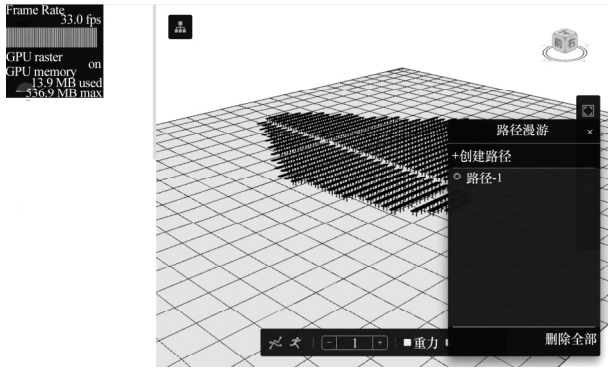 Frame Rate
33.0 fps
GPU raster
on
GPU memory
13.9 MB used
536.9 MB max
路径漫游 ×
+创建路径
路径-1
删除全部
- 1 + 重力